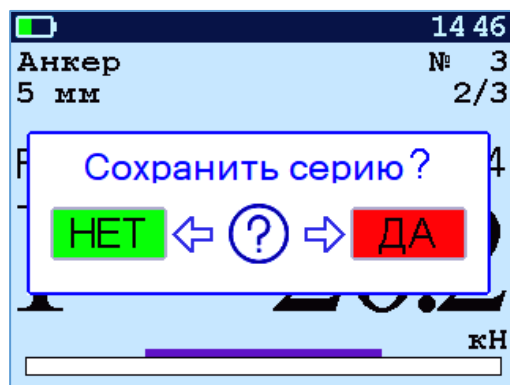 14 46
Анкер № 3
5 мм 2/3
Сохранить серию?
НЕТ ? ДА
кН